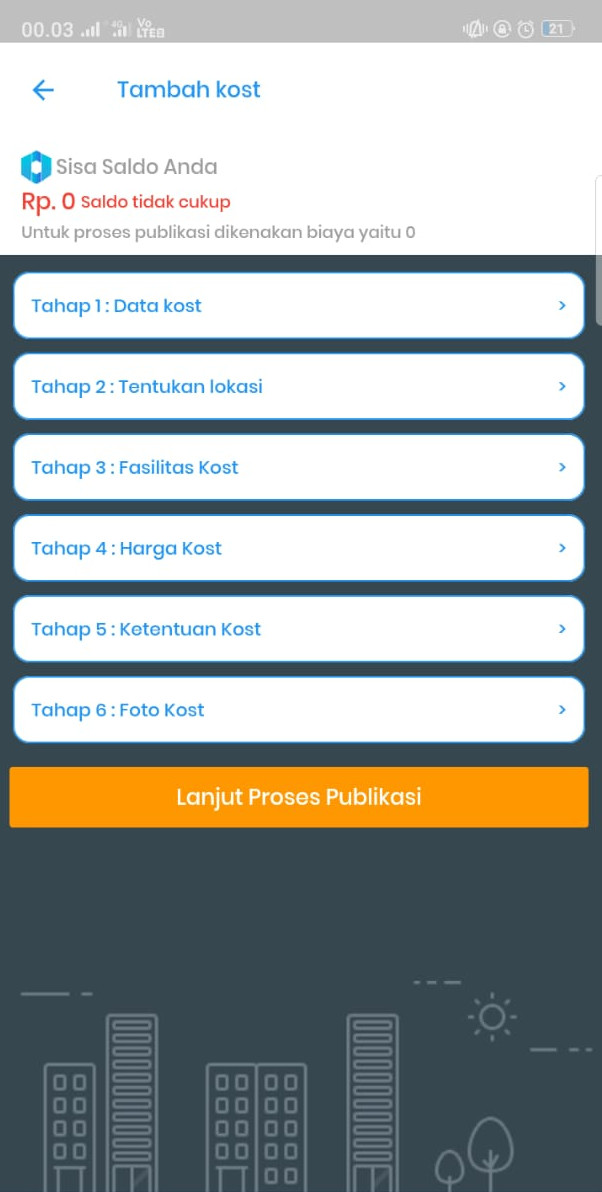 00.03 4G Vo LTE 21
Tambah kost
Sisa Saldo Anda
Rp. 0 Saldo tidak cukup
Untuk proses publikasi dikenakan biaya yaitu 0
Tahap 1 : Data kost >
Tahap 2 : Tentukan lokasi >
Tahap 3 : Fasilitas Kost >
Tahap 4 : Harga Kost >
Tahap 5 : Ketentuan Kost >
Tahap 6 : Foto Kost >
Lanjut Proses Publikasi